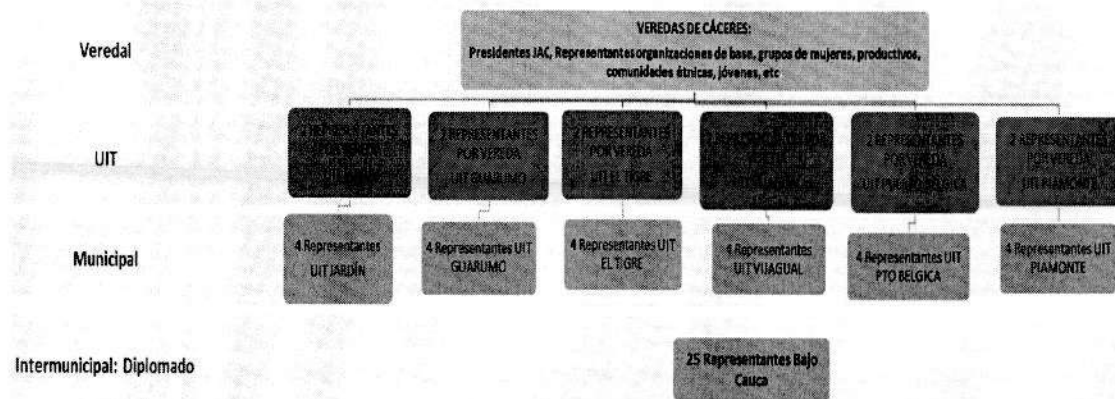 Veredal
VEREDAS DE CÁCERES:
Presidentes JAC, Representantes organizaciones de base, grupos de mujeres, productivos,
comunidades étnicas, jóvenes, etc
UIT
2 REPRESENTANTES
POR VEREDA
2 REPRESENTANTES
POR VEREDA
UIT GUARUMO
2 REPRESENTANTES
POR VEREDA
UIT EL TIGRE
2 REPRESENTANTES
POR VEREDA
UIT PUERTO BELGICA
2 REPRESENTANTES
POR VEREDA
UIT PIAMONTE
Municipal
4 Representantes
UIT JARDÍN
4 Representantes UIT
GUARUMO
4 Representantes UIT
EL TIGRE
4 Representantes
UIT VIJAGUAL
4 Representantes UIT
PTO BELGICA
4 Representantes UIT
PIAMONTE
Intermunicipal: Diplomado
25 Representantes Bajo
Cauca